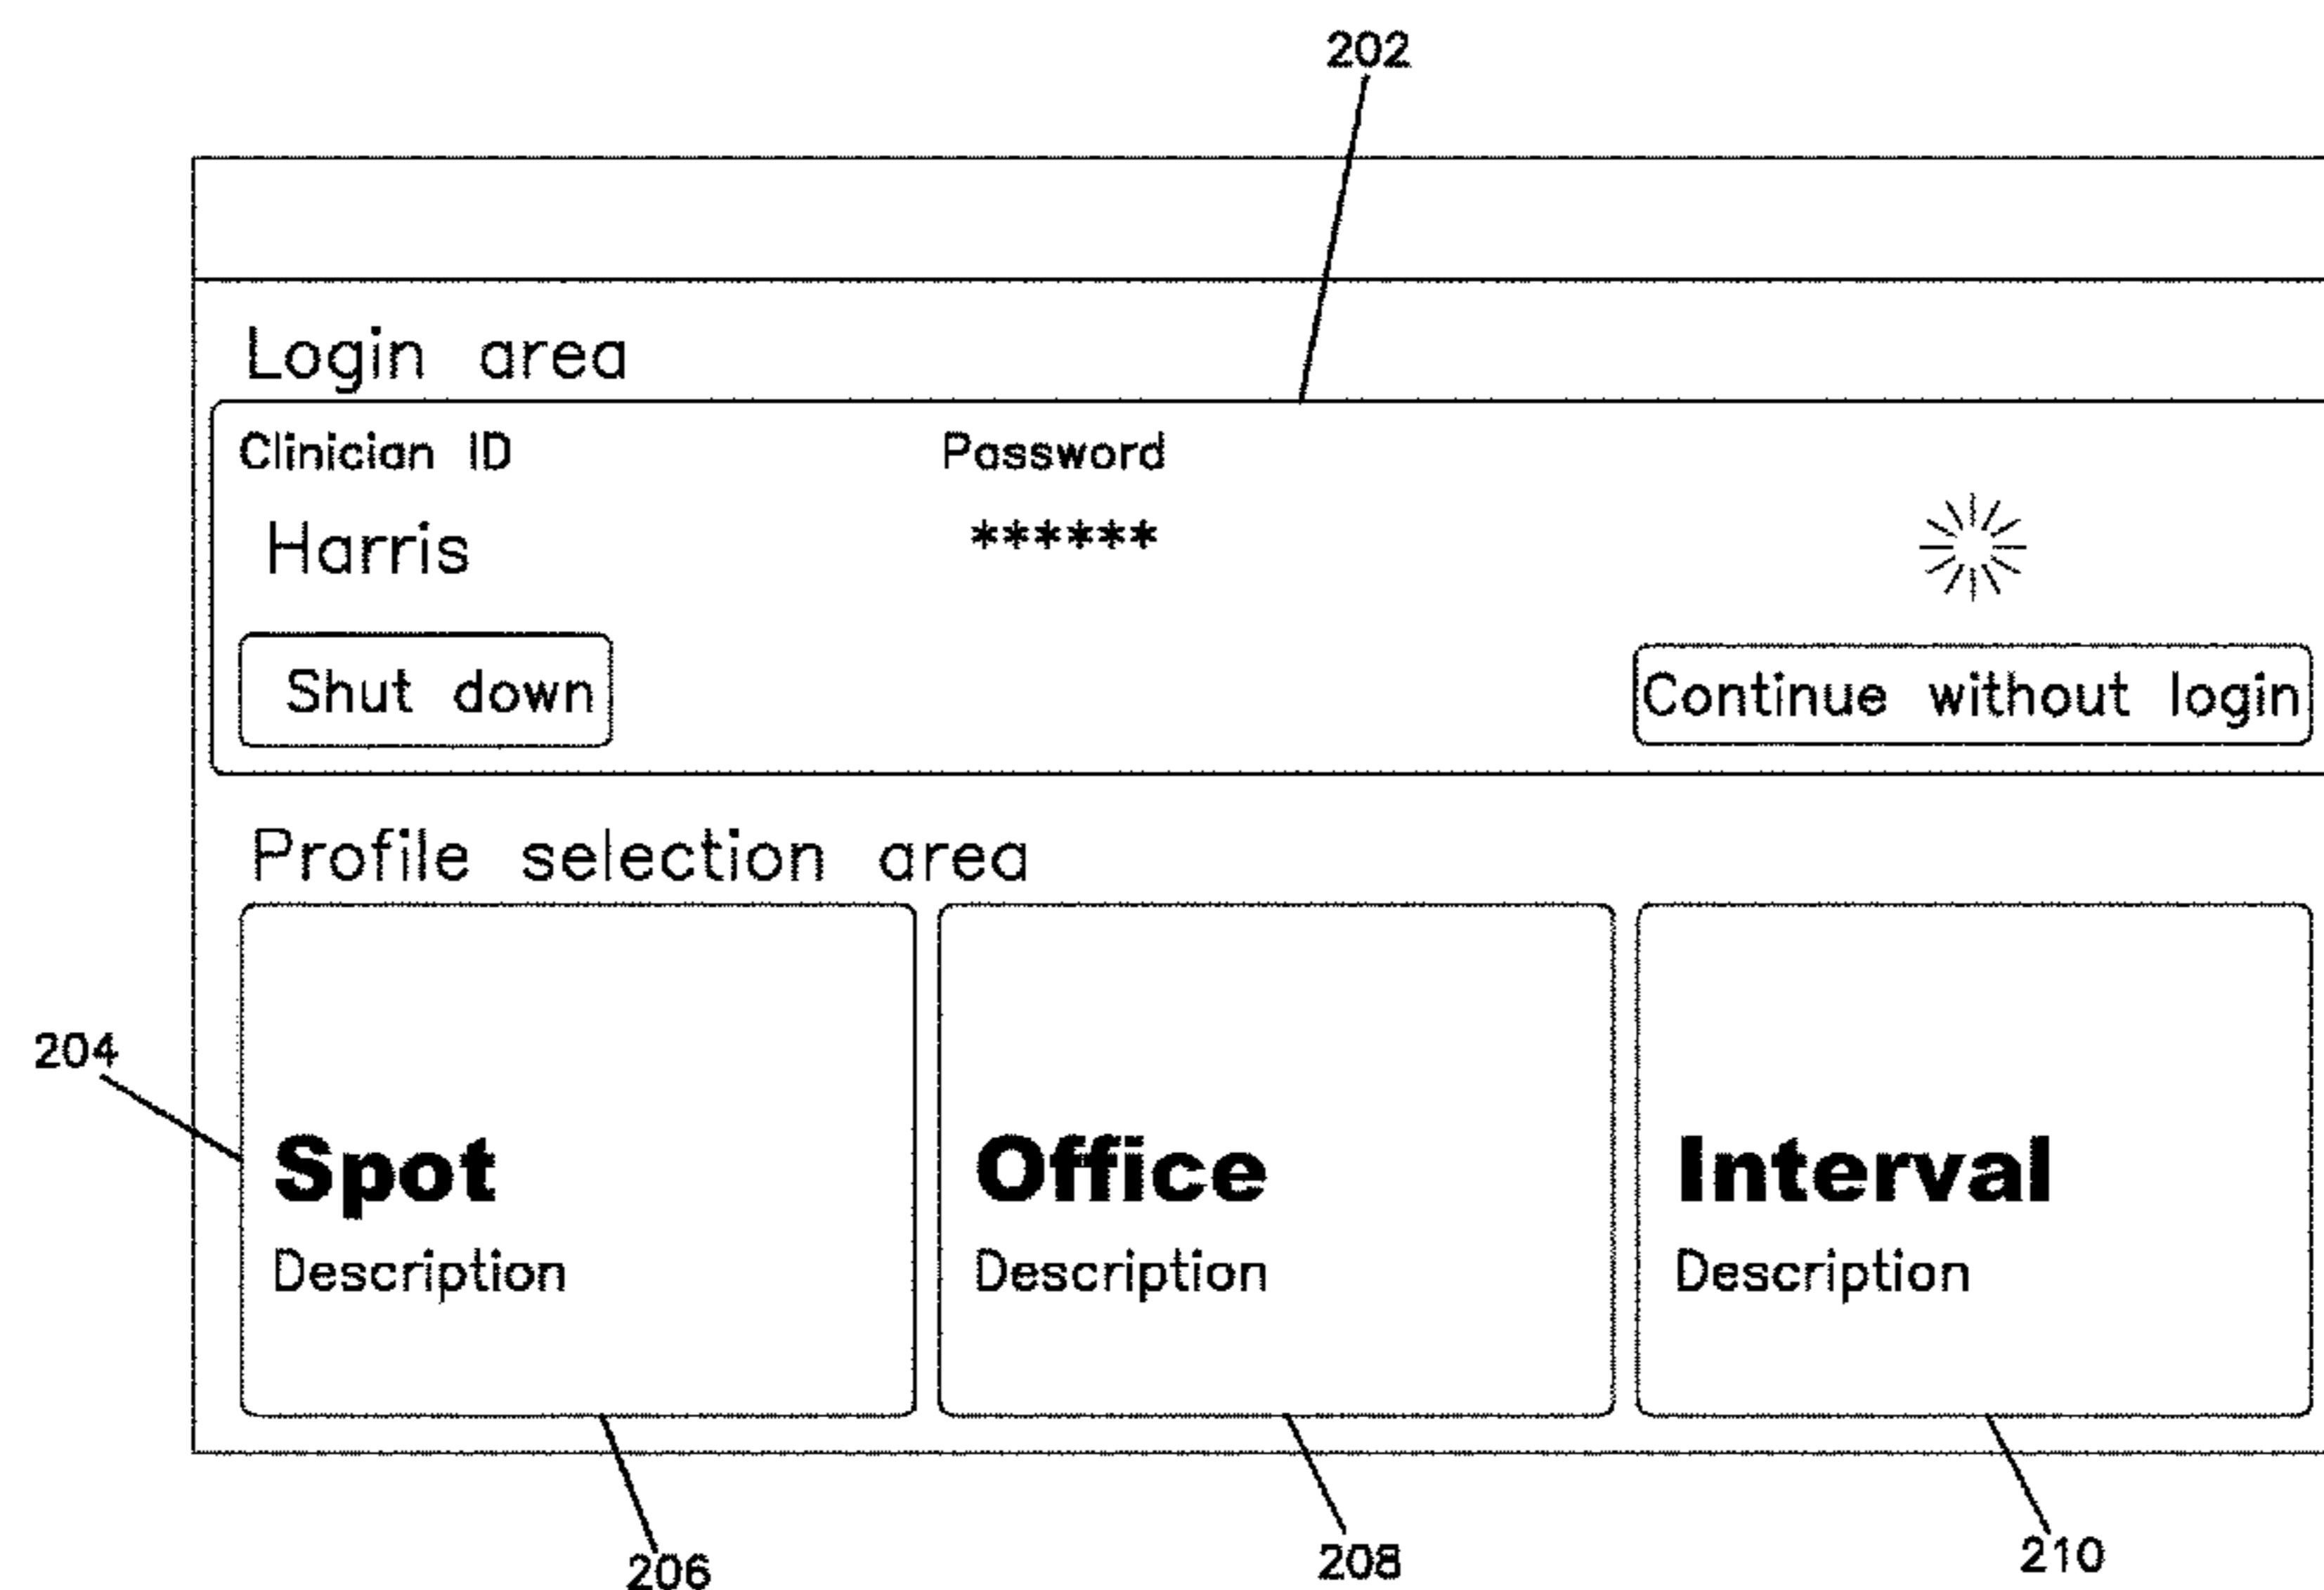 202
Login area
Clinician ID Password
Harris ******
Shut down Continue without login
Profile selection area
204
Spot Office Interval
Description Description Description
206 208 210